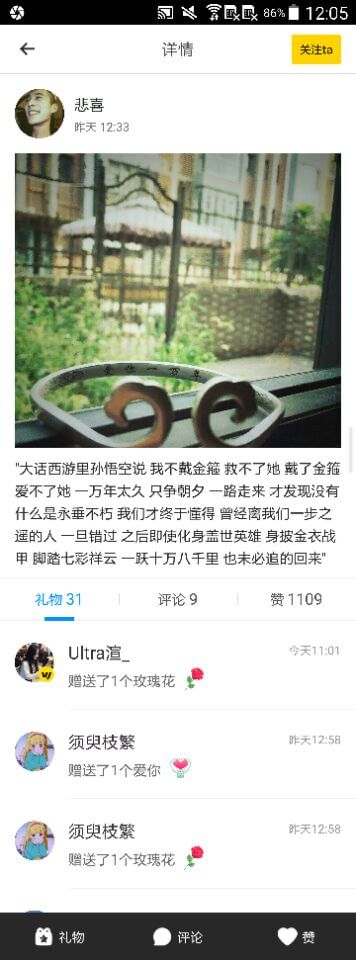 86% 12:05
详情
关注ta
悲喜
昨天 12:33
爱你一万年
"大话西游里孙悟空说 我不戴金箍 救不了她 戴了金箍
爱不了她 一万年太久 只争朝夕 一路走来 才发现没有
什么是永垂不朽 我们才终于懂得 曾经离我们一步之
遥的人 一旦错过 之后即使化身盖世英雄 身披金衣战
甲 脚踏七彩祥云 一跃十万八千里 也未必追的回来"
礼物 31 评论 9 赞 1109
Ultra渲_ 今天11:01
赠送了1个玫瑰花
须臾枝繁 昨天12:58
赠送了1个爱你
须臾枝繁 昨天12:58
赠送了1个玫瑰花
礼物 评论 赞